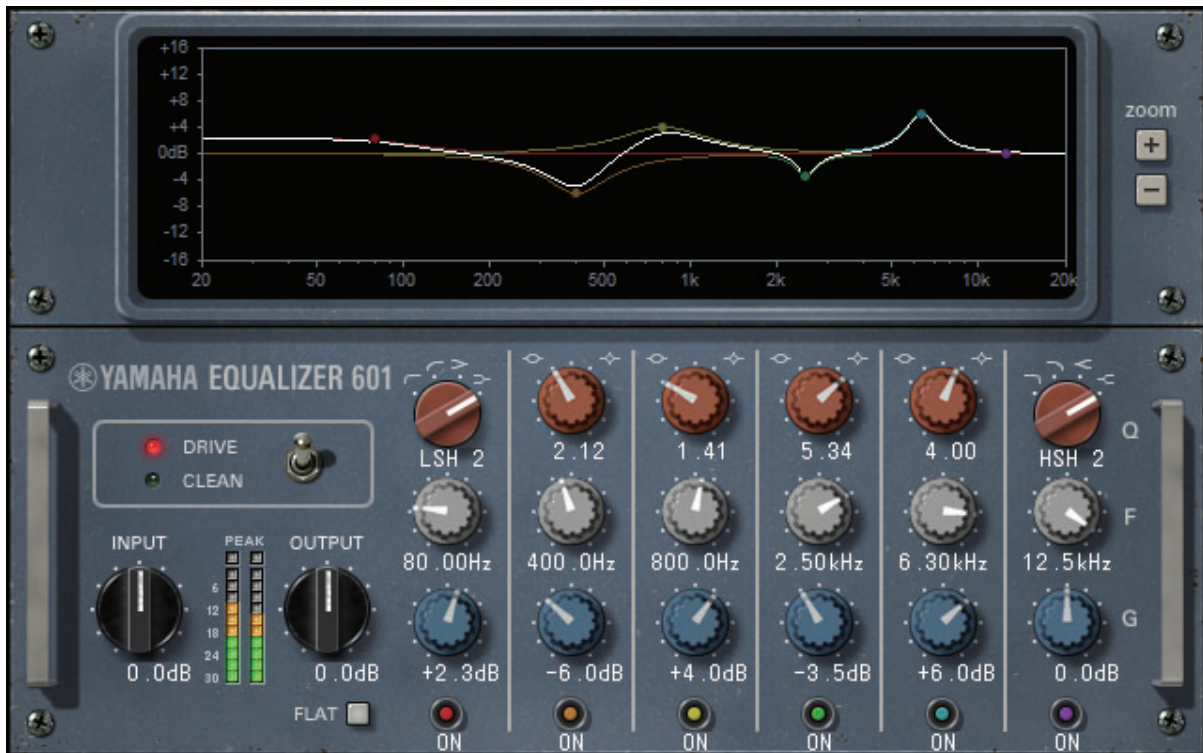 +16
+12
+8
+4
0dB
-4
-8
-12
-16
20 50 100 200 500 1k 2k 5k 10k 20k
zoom
+
−
YAMAHA EQUALIZER 601
DRIVE
CLEAN
INPUT PEAK OUTPUT
6
12
18
24
30
0.0dB 0.0dB
FLAT
LSH 2 2.12 1.41 5.34 4.00 HSH 2 Q
80.00Hz 400.0Hz 800.0Hz 2.50kHz 6.30kHz 12.5kHz F
+2.3dB -6.0dB +4.0dB -3.5dB +6.0dB 0.0dB G
ON ON ON ON ON ON